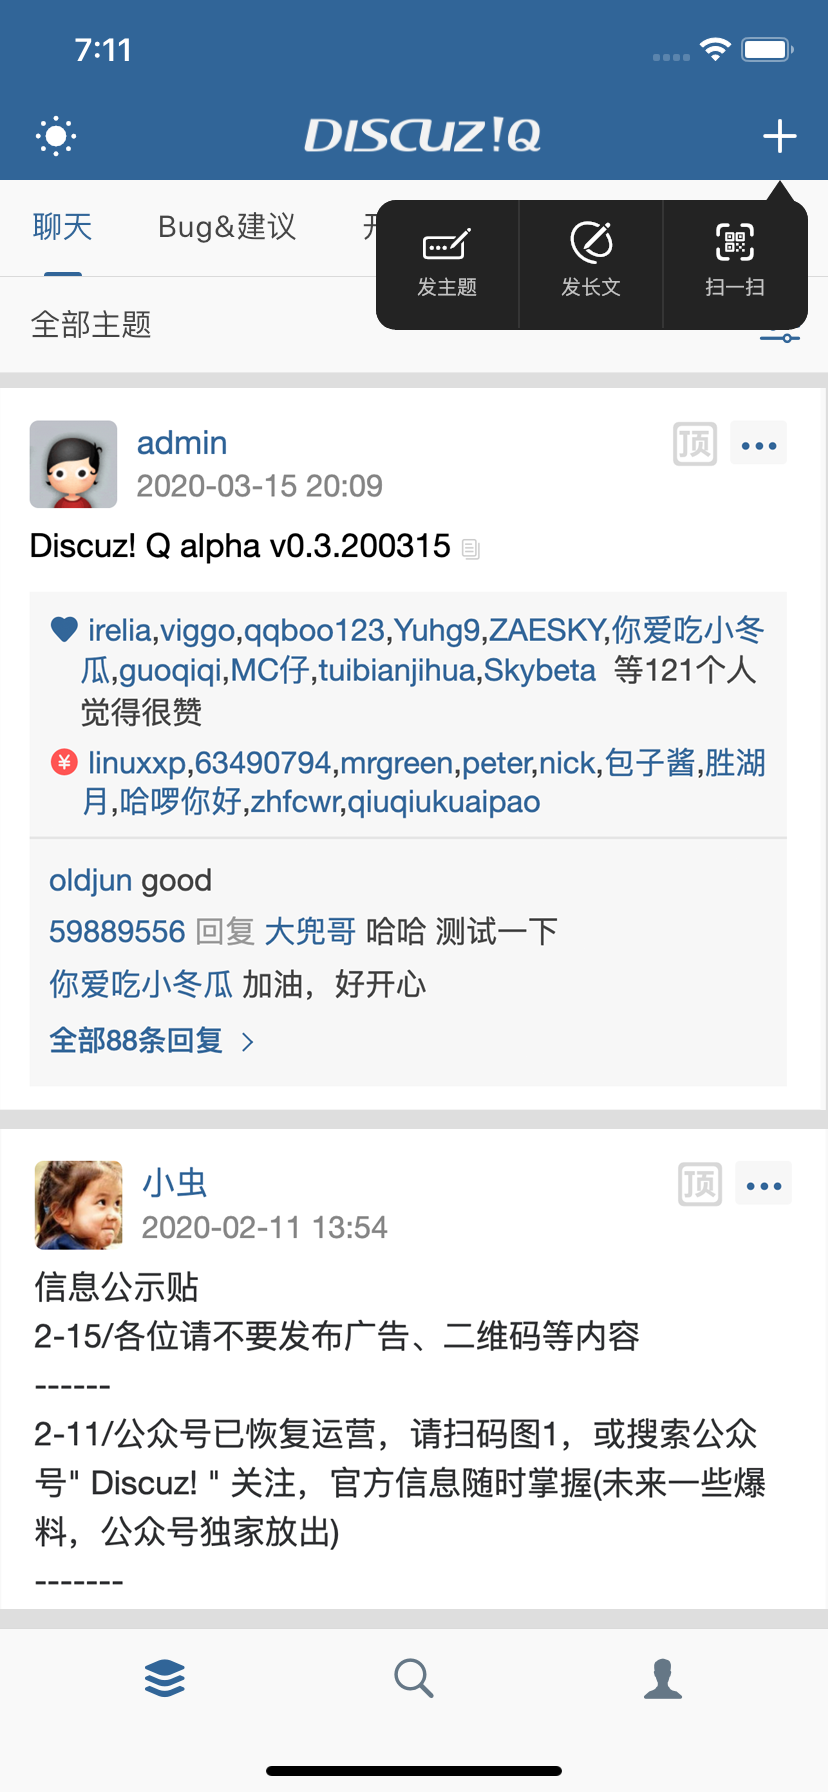 7:11
DISCUZ!Q
聊天 Bug&建议
发主题 发长文 扫一扫
全部主题
admin 顶
2020-03-15 20:09
Discuz! Q alpha v0.3.200315
irelia,viggo,qqboo123,Yuhg9,ZAESKY,你爱吃小冬
瓜,guoqiqi,MC仔,tuibianjihua,Skybeta 等121个人
觉得很赞
¥ linuxxp,63490794,mrgreen,peter,nick,包子酱,胜湖
月,哈啰你好,zhfcwr,qiuqiukuaipao
oldjun good
59889556 回复 大兜哥 哈哈 测试一下
你爱吃小冬瓜 加油，好开心
全部88条回复 >
小虫 顶
2020-02-11 13:54
信息公示贴
2-15/各位请不要发布广告、二维码等内容
------
2-11/公众号已恢复运营，请扫码图1，或搜索公众
号" Discuz! " 关注，官方信息随时掌握(未来一些爆
料，公众号独家放出)
-------